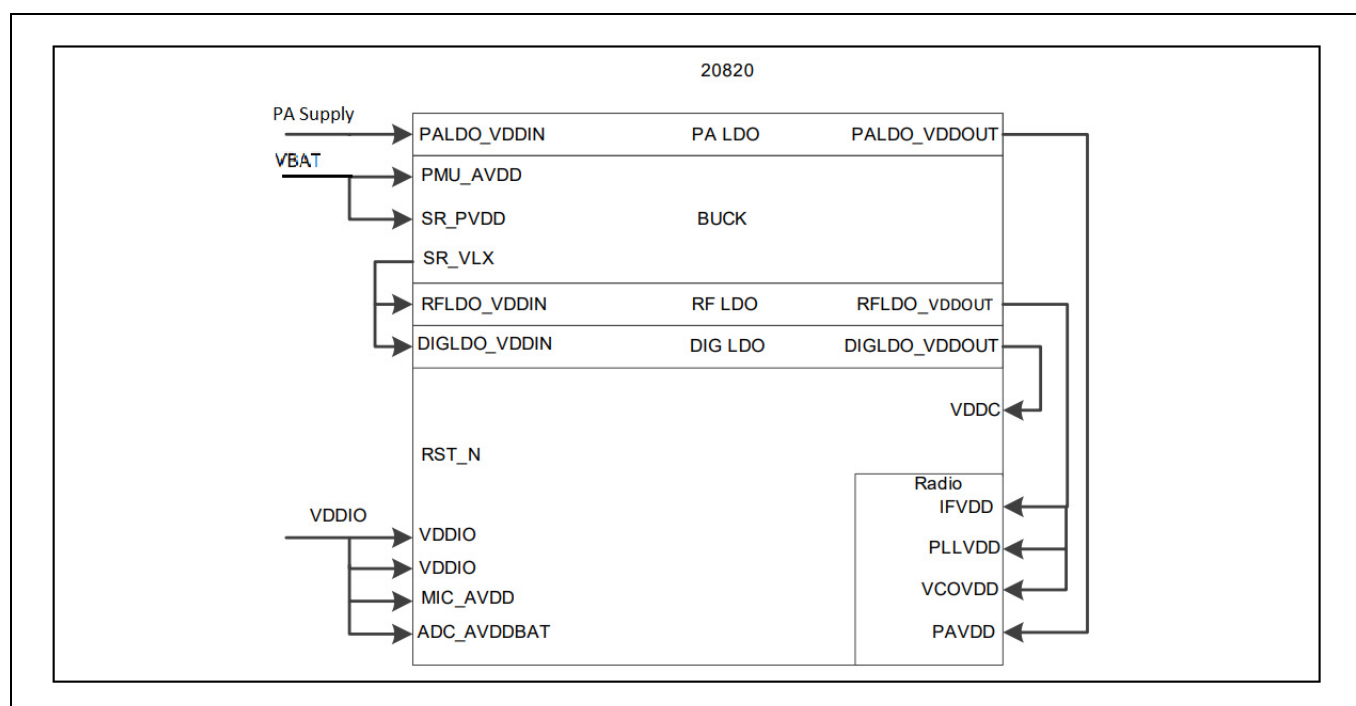 20820
PA Supply
PALDO_VDDIN PA LDO PALDO_VDDOUT
VBAT
PMU_AVDD
SR_PVDD BUCK
SR_VLX
RFLDO_VDDIN RF LDO RFLDO_VDDOUT
DIGLDO_VDDIN DIG LDO DIGLDO_VDDOUT
VDDC
RST_N
Radio
IFVDD
VDDIO
VDDIO
PLLVDD
VDDIO
VCOVDD
MIC_AVDD
ADC_AVDDBAT PAVDD